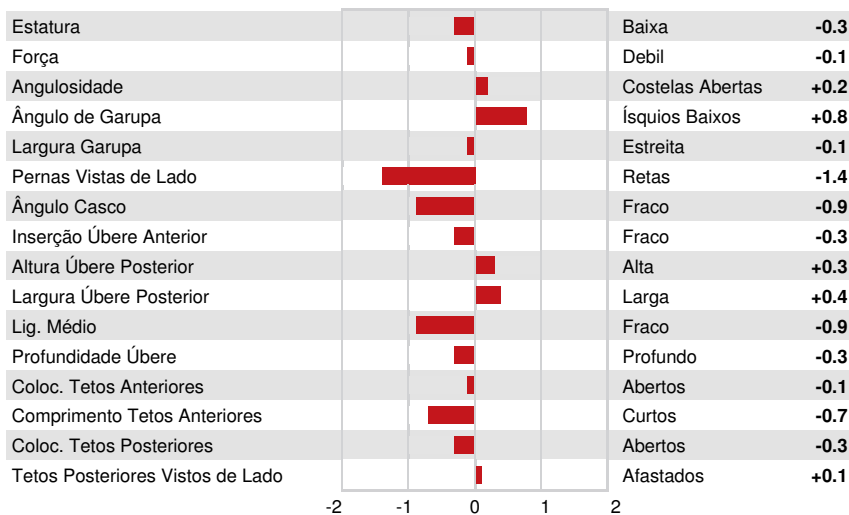 Estatura Baixa -0.3
Força Debil -0.1
Angulosidade Costelas Abertas +0.2
Ângulo de Garupa Ísquios Baixos +0.8
Largura Garupa Estreita -0.1
Pernas Vistas de Lado Retas -1.4
Ângulo Casco Fraco -0.9
Inserção Úbere Anterior Fraco -0.3
Altura Úbere Posterior Alta +0.3
Largura Úbere Posterior Larga +0.4
Lig. Médio Fraco -0.9
Profundidade Úbere Profundo -0.3
Coloc. Tetos Anteriores Abertos -0.1
Comprimento Tetos Anteriores Curtos -0.7
Coloc. Tetos Posteriores Abertos -0.3
Tetos Posteriores Vistos de Lado Afastados +0.1
-2 -1 0 1 2